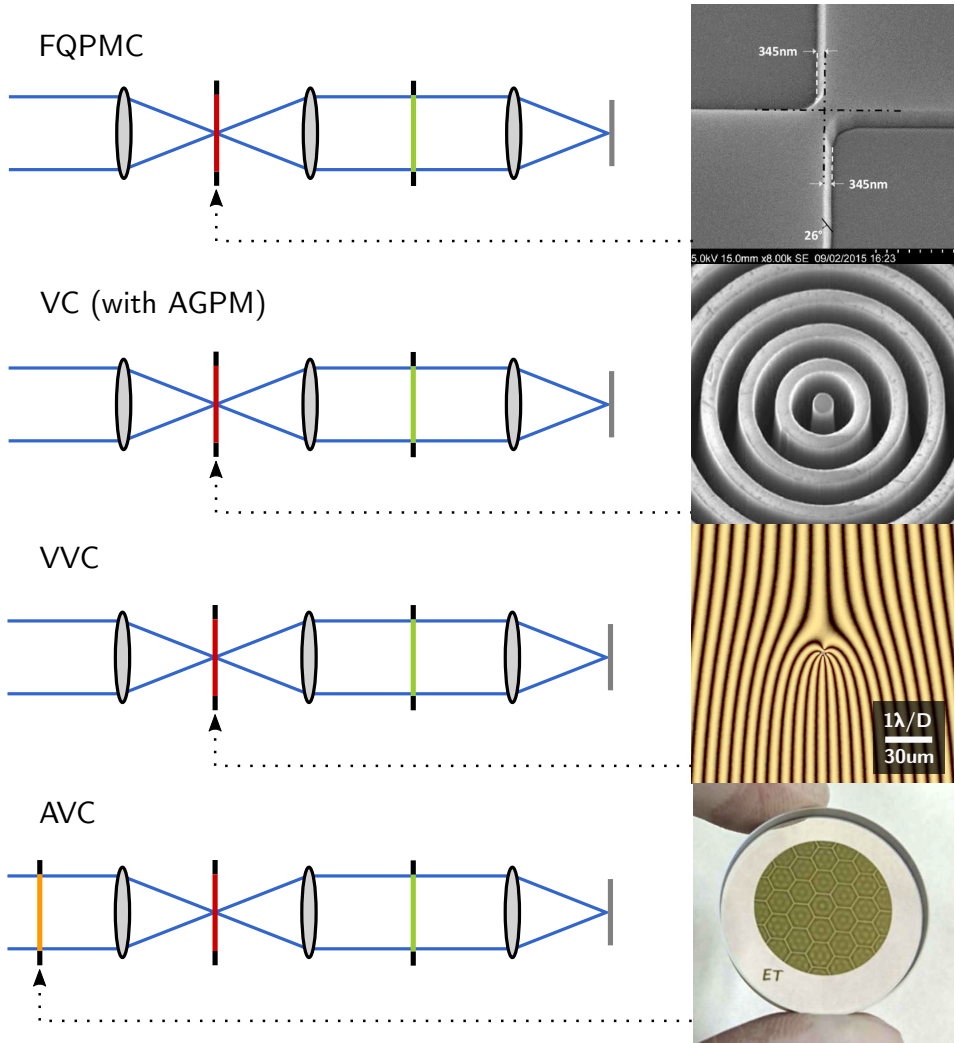 FQPMC
345nm
345nm
26°
5.0kV 15.0mm x8.00k SE 09/02/2015 16:23
VC (with AGPM)
VVC
1λ/D
30um
AVC
ET